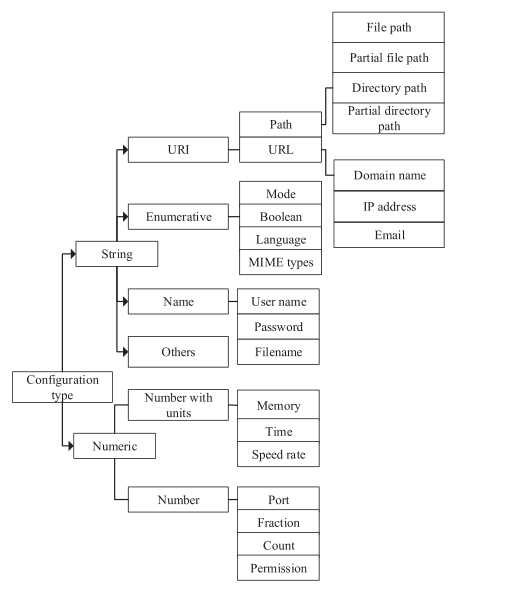 File path
Partial file path
Directory path
Partial directory
path
Path
URI
URL
Domain name
IP address
Email
Mode
Enumerative
Boolean
Language
MIME types
String
Name
User name
Password
Others
Filename
Configuration
type
Number with
units
Memory
Time
Numeric
Speed rate
Number
Port
Fraction
Count
Permission